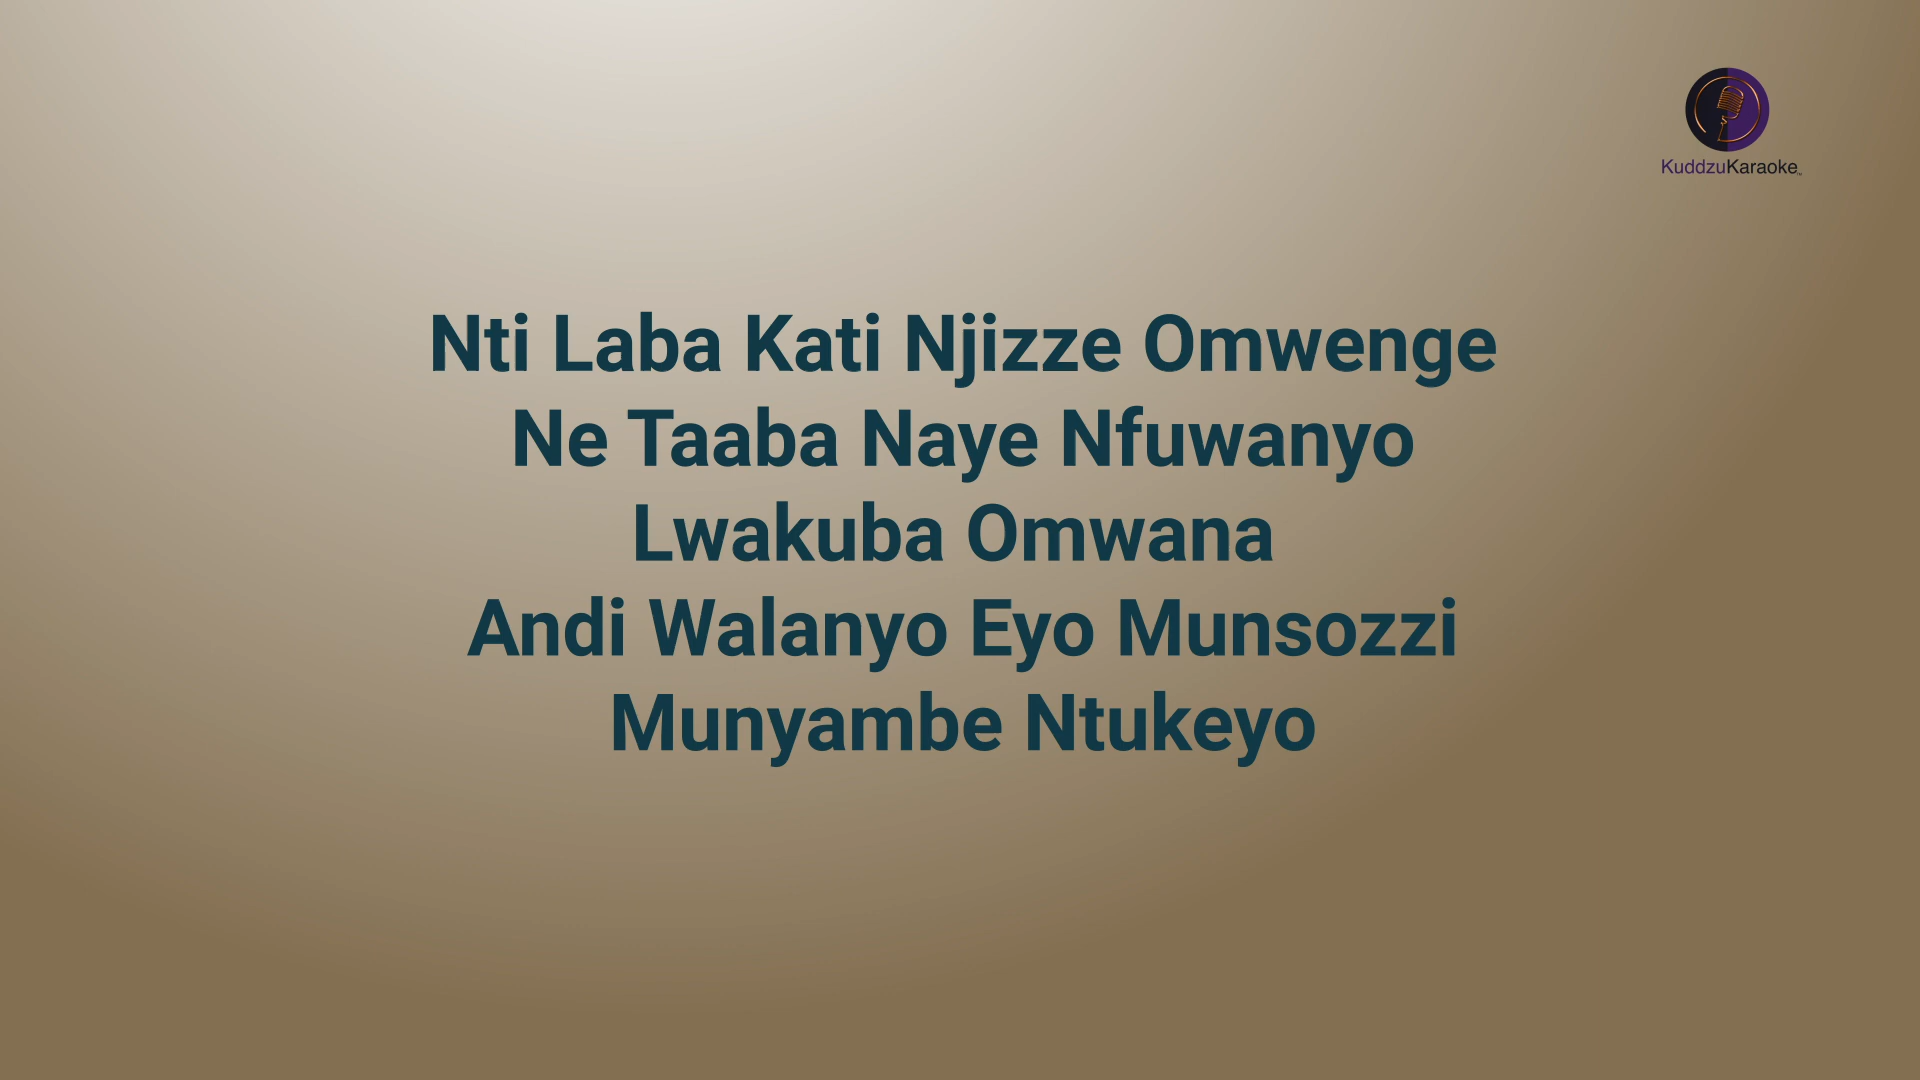 KuddzuKaraoke
Nti Laba Kati Njizze Omwenge
Ne Taaba Naye Nfuwanyo
Lwakuba Omwana
Andi Walanyo Eyo Munsozzi
Munyambe Ntukeyo